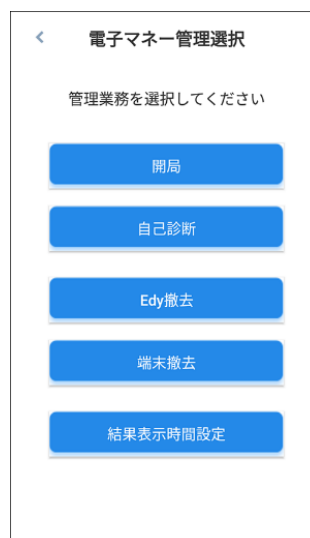 電子マネー管理選択
管理業務を選択してください
開局
自己診断
Edy撤去
端末撤去
結果表示時間設定